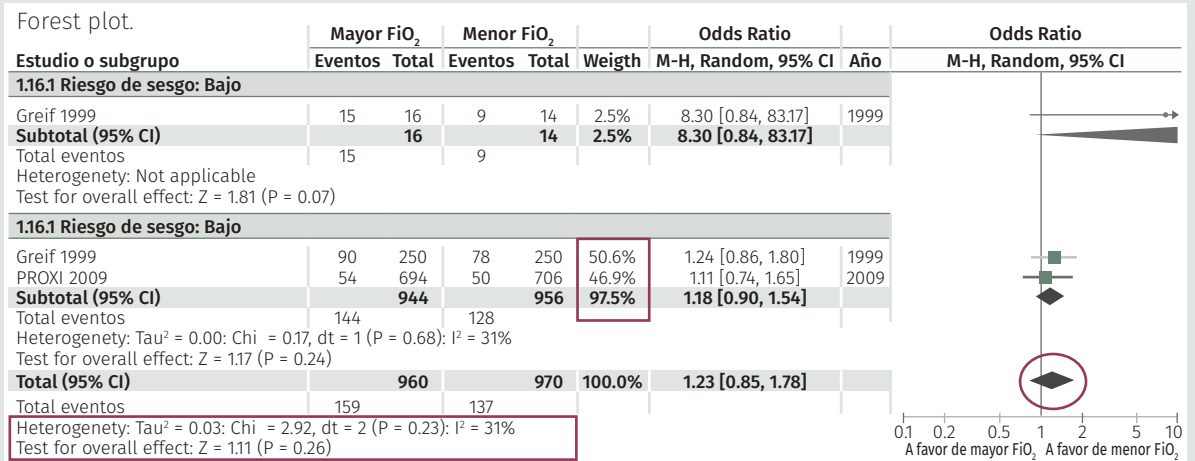 Forest plot.
Mayor FiO₂ Menor FiO₂ Odds Ratio Odds Ratio
Estudio o subgrupo Eventos Total Eventos Total Weigth M-H, Random, 95% CI Año M-H, Random, 95% CI
1.16.1 Riesgo de sesgo: Bajo
Greif 1999 15 16 9 14 2.5% 8.30 [0.84, 83.17] 1999
Subtotal (95% CI) 16 14 2.5% 8.30 [0.84, 83.17]
Total eventos 15 9
Heterogenety: Not applicable
Test for overall effect: Z = 1.81 (P = 0.07)
1.16.1 Riesgo de sesgo: Bajo
Greif 1999 90 250 78 250 50.6% 1.24 [0.86, 1.80] 1999
PROXI 2009 54 694 50 706 46.9% 1.11 [0.74, 1.65] 2009
Subtotal (95% CI) 944 956 97.5% 1.18 [0.90, 1.54]
Total eventos 144 128
Heterogenety: Tau² = 0.00: Chi = 0.17, dt = 1 (P = 0.68): I² = 31%
Test for overall effect: Z = 1.17 (P = 0.24)
Total (95% CI) 960 970 100.0% 1.23 [0.85, 1.78]
Total eventos 159 137
Heterogenety: Tau² = 0.03: Chi = 2.92, dt = 2 (P = 0.23): I² = 31%
Test for overall effect: Z = 1.11 (P = 0.26)
0.1 0.2 0.5 1 2 5 10
A favor de mayor FiO₂ A favor de menor FiO₂